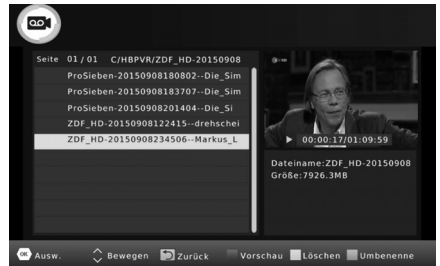 Seite 01/01 C/HBPVR/ZDF_HD-20150908
ProSieben-20150908180802--Die_Sim
ProSieben-20150908183707--Die_Sim
ProSieben-20150908201404--Die_Si
ZDF_HD-20150908122415--drehschei
ZDF_HD-20150908234506--Markus_L
00:00:17/01:09:59
Dateiname:ZDF_HD-20150908
Größe:7926.3MB
OK Ausw. Bewegen Zurück Vorschau Löschen Umbenenne